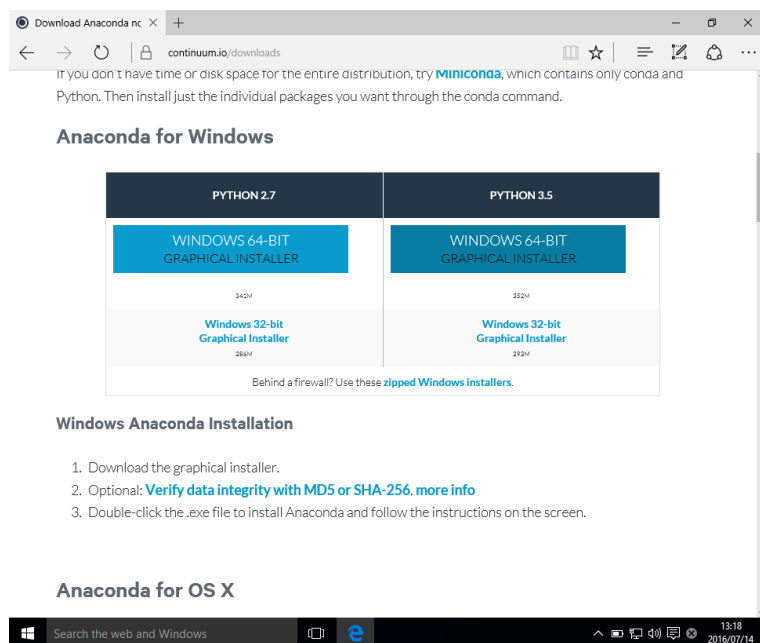 Download Anaconda nc
continuum.io/downloads
If you don't have time or disk space for the entire distribution, try Miniconda, which contains only conda and
Python. Then install just the individual packages you want through the conda command.
Anaconda for Windows
PYTHON 2.7
PYTHON 3.5
WINDOWS 64-BIT
GRAPHICAL INSTALLER
WINDOWS 64-BIT
GRAPHICAL INSTALLER
341M
352M
Windows 32-bit
Graphical Installer
Windows 32-bit
Graphical Installer
286M
292M
Behind a firewall? Use these zipped Windows installers.
Windows Anaconda Installation
1. Download the graphical installer.
2. Optional: Verify data integrity with MD5 or SHA-256. more info
3. Double-click the .exe file to install Anaconda and follow the instructions on the screen.
Anaconda for OS X
Search the web and Windows
13:18
2016/07/14